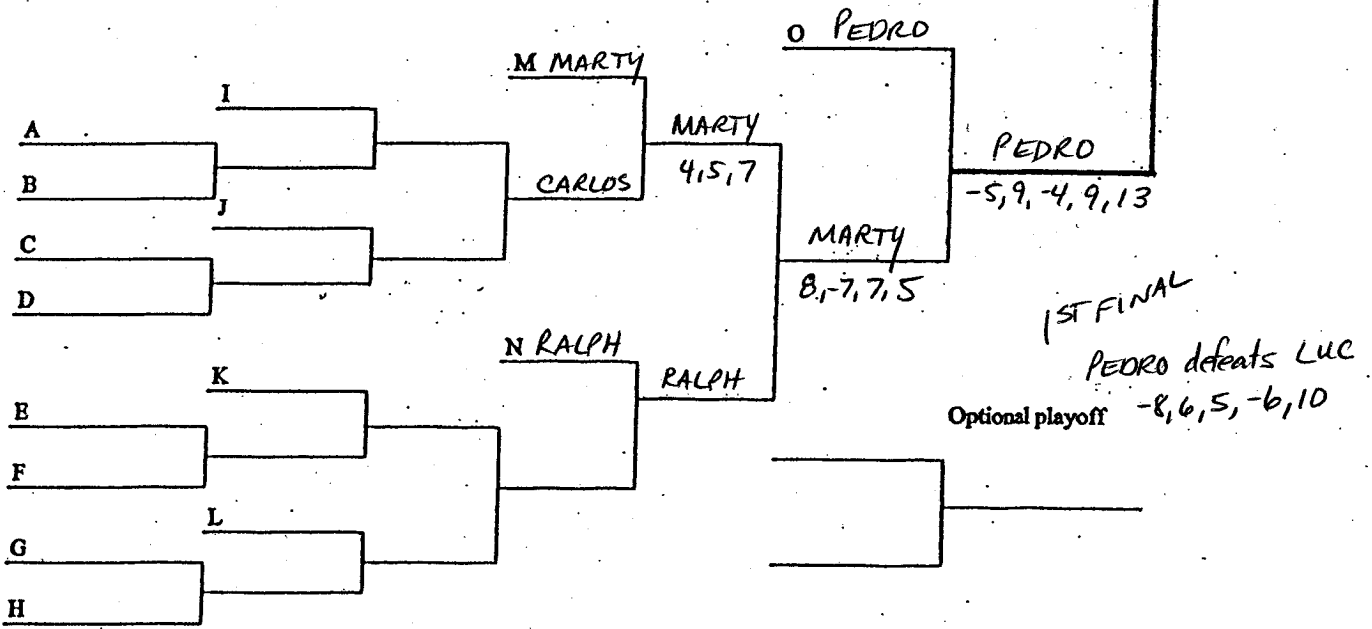 O PEDRO
M MARTY
I
A
MARTY
PEDRO
4, 5, 7
B
CARLOS
-5, 9, -4, 9, 13
J
MARTY
C
8, -7, 7, 5
D
1ST FINAL
N RALPH
PEDRO defeats LUC
K
RALPH
Optional playoff -8, 6, 5, -6, 10
E
F
L
G
H